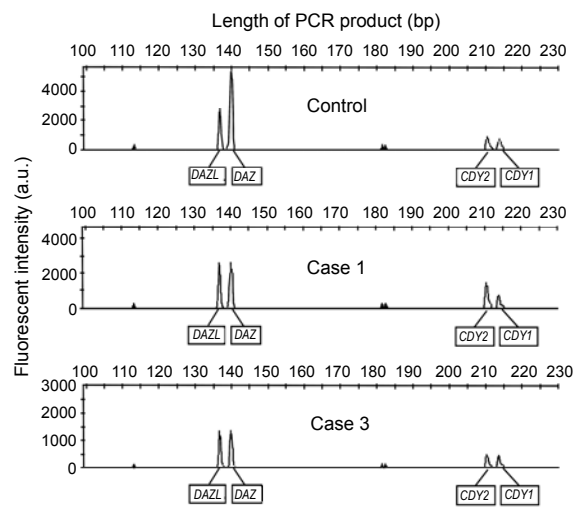 Length of PCR product (bp)
100 110 120 130 140 150 160 170 180 190 200 210 220 230
4000
2000
0
Control
DAZL DAZ CDY2 CDY1
Fluorescent intensity (a.u.)
100 110 120 130 140 150 160 170 180 190 200 210 220 230
4000
2000
0
Case 1
DAZL DAZ CDY2 CDY1
100 110 120 130 140 150 160 170 180 190 200 210 220 230
3000
2000
1000
0
Case 3
DAZL DAZ CDY2 CDY1